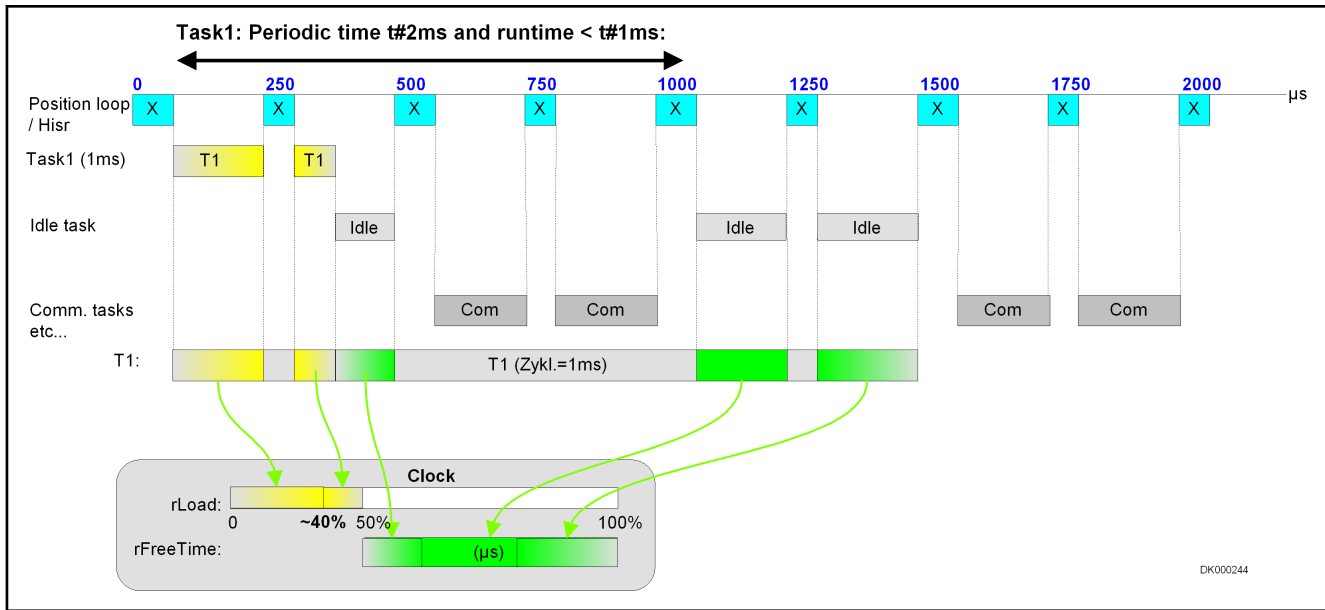 Task1: Periodic time t#2ms and runtime < t#1ms:
0 250 500 750 1000 1250 1500 1750 2000
µs
Position loop
/ Hisr
X X X X X X X X X
Task1 (1ms)
T1 T1
Idle task
Idle Idle Idle
Comm. tasks
etc...
Com Com Com Com
T1:
T1 (Zykl.=1ms)
Clock
rLoad:
0 ~40% 50% 100%
rFreeTime:
(µs)
DK000244